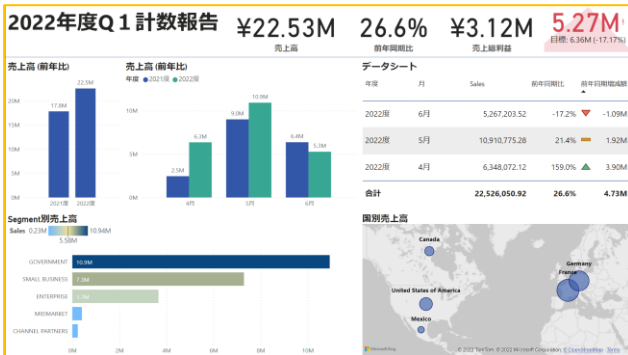 2022年度Q１計数報告
¥22.53M
売上高
26.6%
前年同期比
¥3.12M
売上総利益
5.27M!
目標: 6.36M (-17.17%)
売上高 (前年比)
20M
15M
10M
5M
0M
17.8M
22.5M
2021度
2022度
売上高 (前年比)
年度 2021度 2022度
10M
5M
0M
2.5M
6.3M
9.0M
10.9M
6.4M
5.3M
4月
5月
6月
データシート
年度 月 Sales 前年同期比 前年同期増減額
2022度 6月 5,267,203.52 -17.2% -1.09M
2022度 5月 10,910,775.28 21.4% 1.92M
2022度 4月 6,348,072.12 159.0% 3.90M
合計 22,526,050.92 26.6% 4.73M
Segment別売上高
Sales 0.23M 10.94M
5.58M
GOVERNMENT 10.9M
SMALL BUSINESS 7.3M
ENTERPRISE 3.7M
MIDMARKET
CHANNEL PARTNERS
0M 2M 4M 6M 8M 10M
国別売上高
Canada
Germany
France
United States of America
Mexico
Microsoft Bing
© 2022 TomTom, © 2022 Microsoft Corporation, © OpenStreetMap Terms